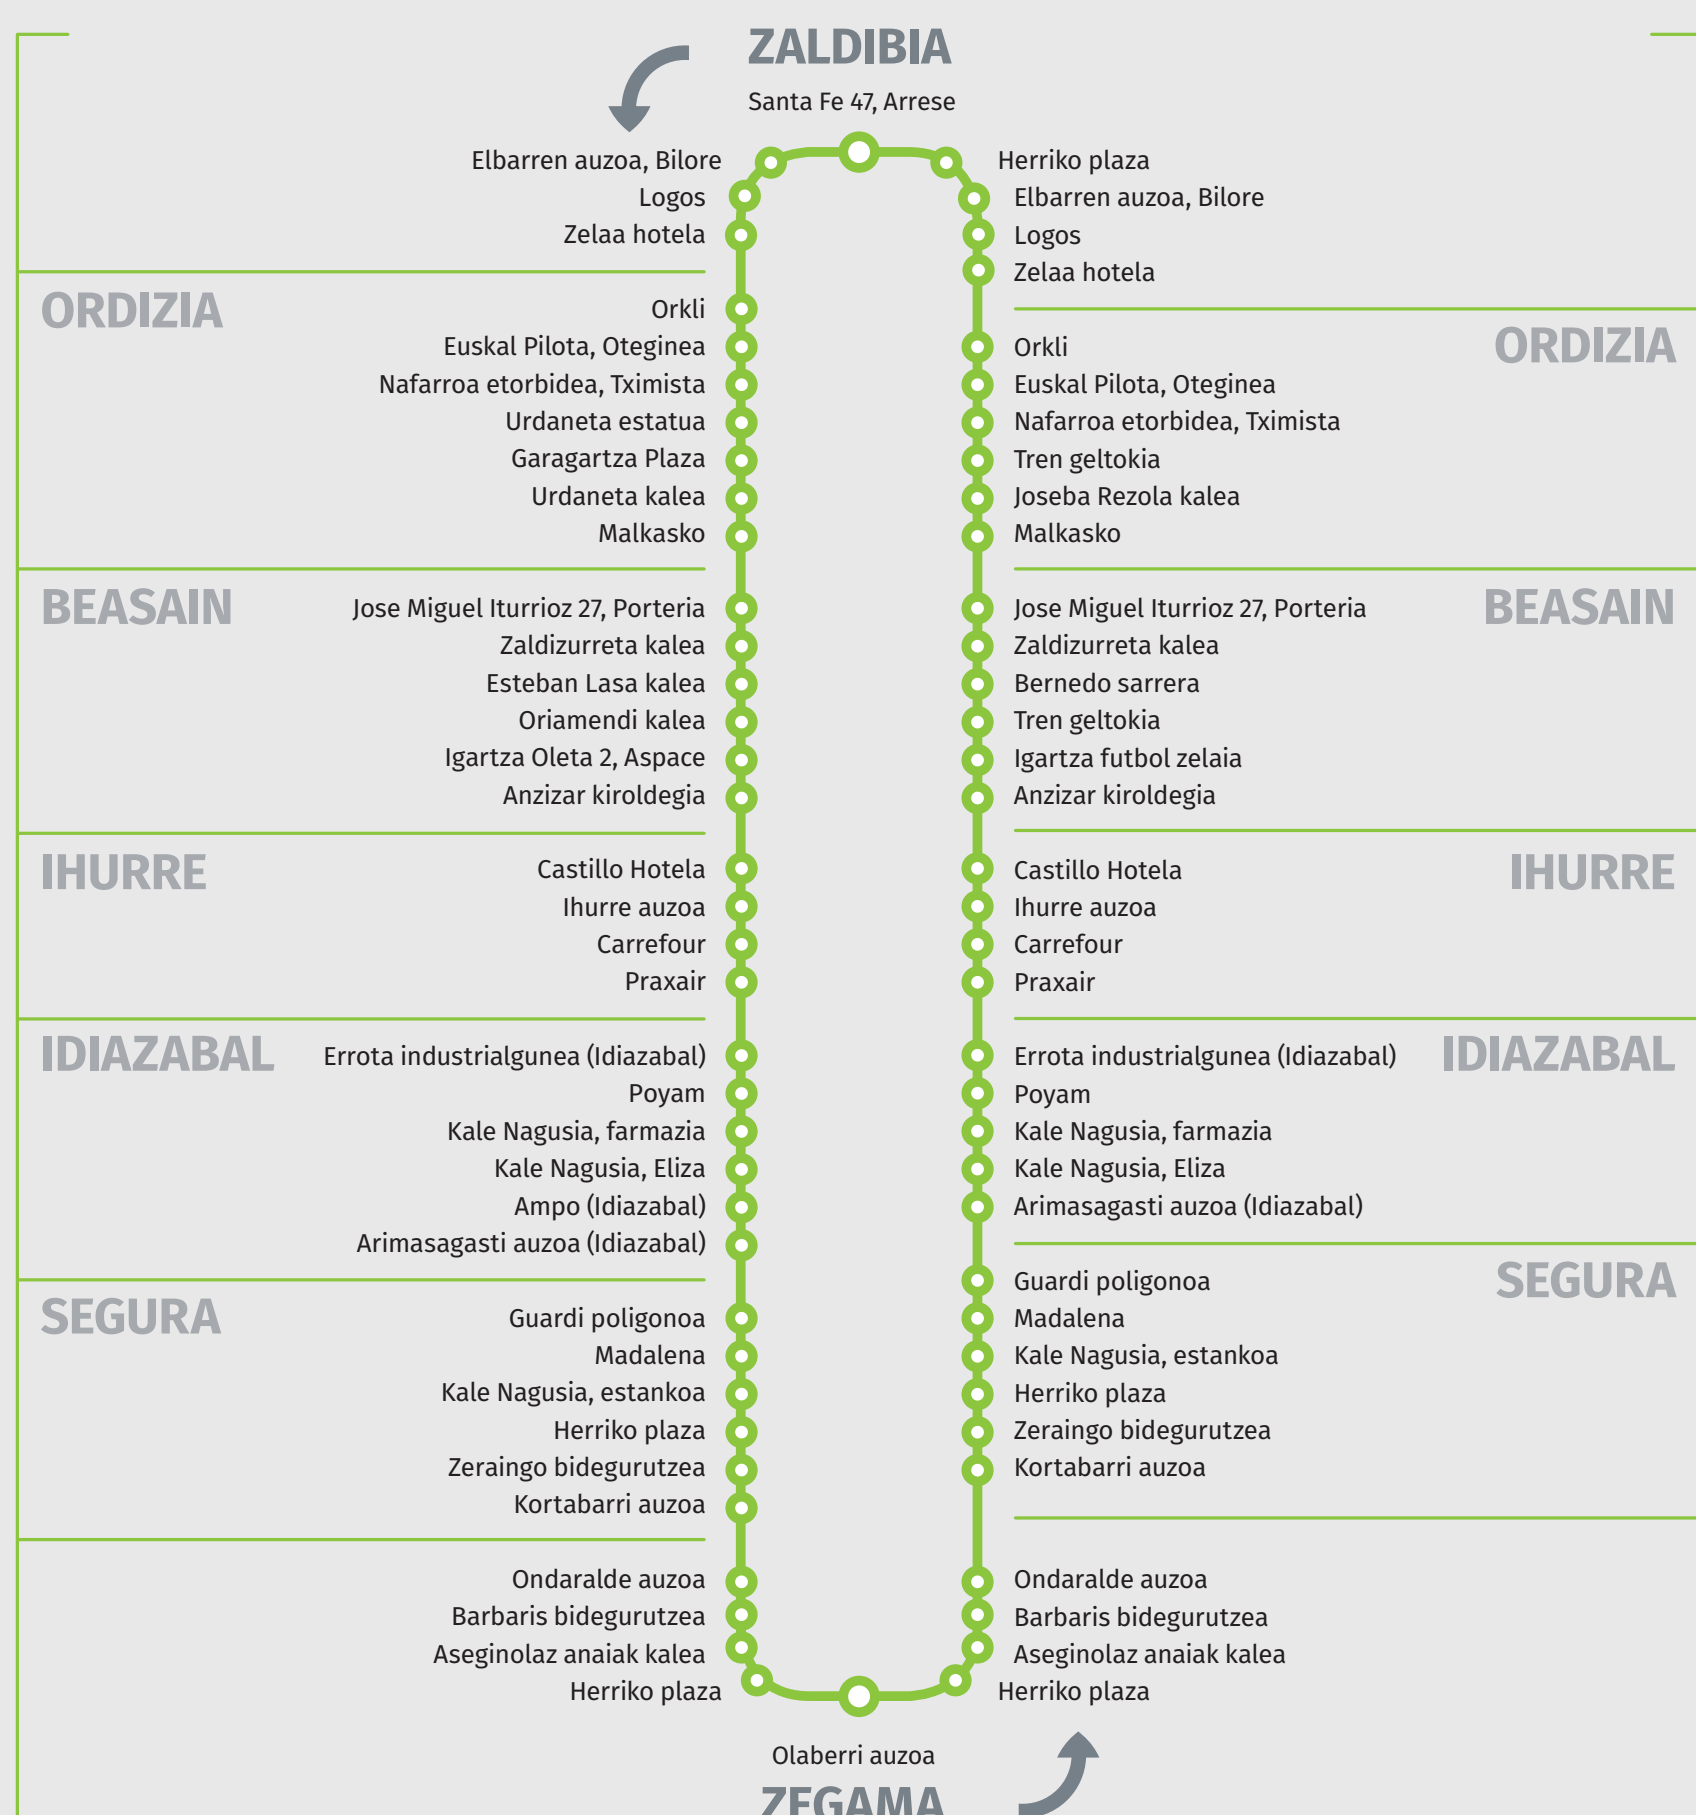 ZALDIBIA
Santa Fe 47, Arrese
Elbarren auzoa, Bilore
Logos
Zelaa hotela
ORDIZIA
Orkli
Euskal Pilota, Oteginea
Nafarroa etorbidea, Tximista
Urdaneta estatua
Garagartza Plaza
Urdaneta kalea
Malkasko
BEASAIN
Jose Miguel Iturrioz 27, Porteria
Zaldizurreta kalea
Esteban Lasa kalea
Oriamendi kalea
Igartza Oleta 2, Aspace
Anzizar kiroldegia
IHURRE
Castillo Hotela
Ihurre auzoa
Carrefour
Praxair
IDIAZABAL
Errota industrialgunea (Idiazabal)
Poyam
Kale Nagusia, farmazia
Kale Nagusia, Eliza
Ampo (Idiazabal)
Arimasagasti auzoa (Idiazabal)
SEGURA
Guardi poligonoa
Madalena
Kale Nagusia, estankoa
Herriko plaza
Zeraingo bidegurutzea
Kortabarri auzoa
Ondaralde auzoa
Barbaris bidegurutzea
Aseginolaz anaiak kalea
Herriko plaza
Herriko plaza
Elbarren auzoa, Bilore
Logos
Zelaa hotela
ORDIZIA
Orkli
Euskal Pilota, Oteginea
Nafarroa etorbidea, Tximista
Tren geltokia
Joseba Rezola kalea
Malkasko
BEASAIN
Jose Miguel Iturrioz 27, Porteria
Zaldizurreta kalea
Bernedo sarrera
Tren geltokia
Igartza futbol zelaia
Anzizar kiroldegia
IHURRE
Castillo Hotela
Ihurre auzoa
Carrefour
Praxair
IDIAZABAL
Errota industrialgunea (Idiazabal)
Poyam
Kale Nagusia, farmazia
Kale Nagusia, Eliza
Arimasagasti auzoa (Idiazabal)
SEGURA
Guardi poligonoa
Madalena
Kale Nagusia, estankoa
Herriko plaza
Zeraingo bidegurutzea
Kortabarri auzoa
Ondaralde auzoa
Barbaris bidegurutzea
Aseginolaz anaiak kalea
Herriko plaza
Olaberri auzoa
ZEGAMA